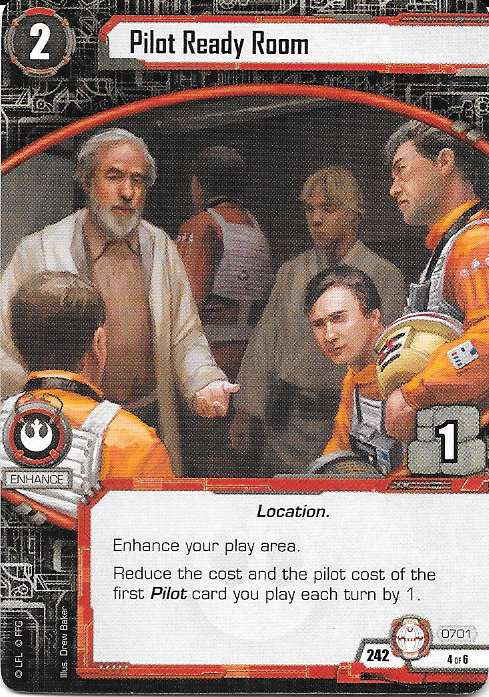 2
Pilot Ready Room
ENHANCE
1
Location.
Enhance your play area.
Reduce the cost and the pilot cost of the
first Pilot card you play each turn by 1.
© LFL © FFG
Illus. Drew Baker
242
0701
4 OF 6